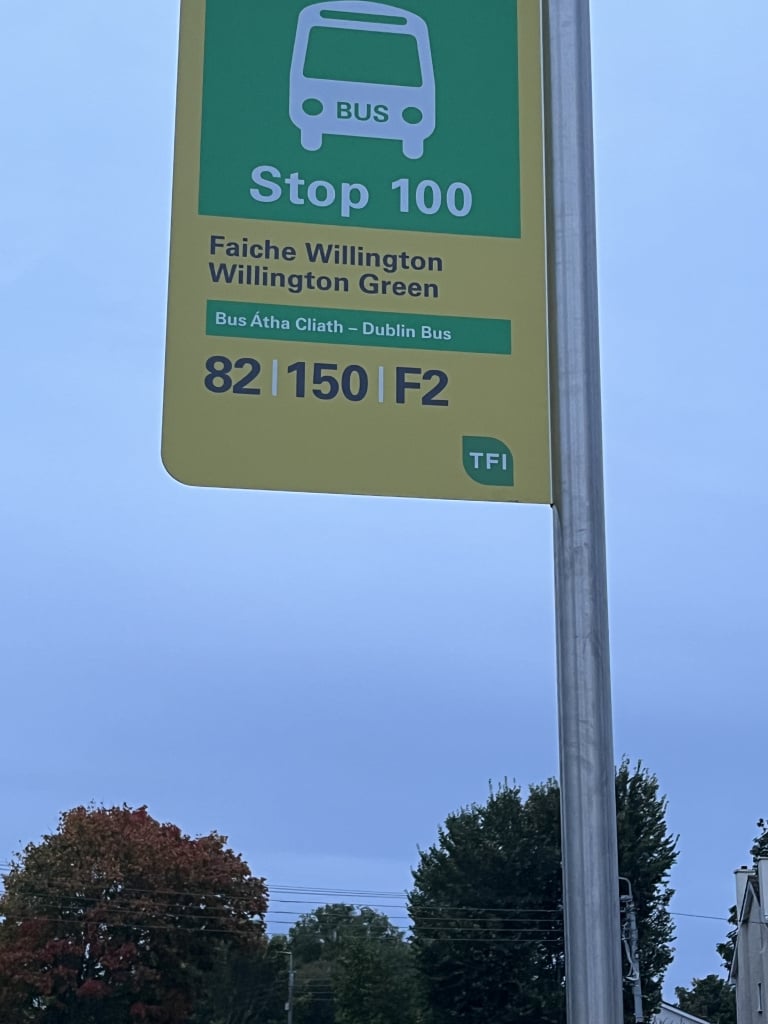 BUS
Stop 100
Faiche Willington
Willington Green
Bus Átha Cliath – Dublin Bus
82 | 150 | F2
TFI